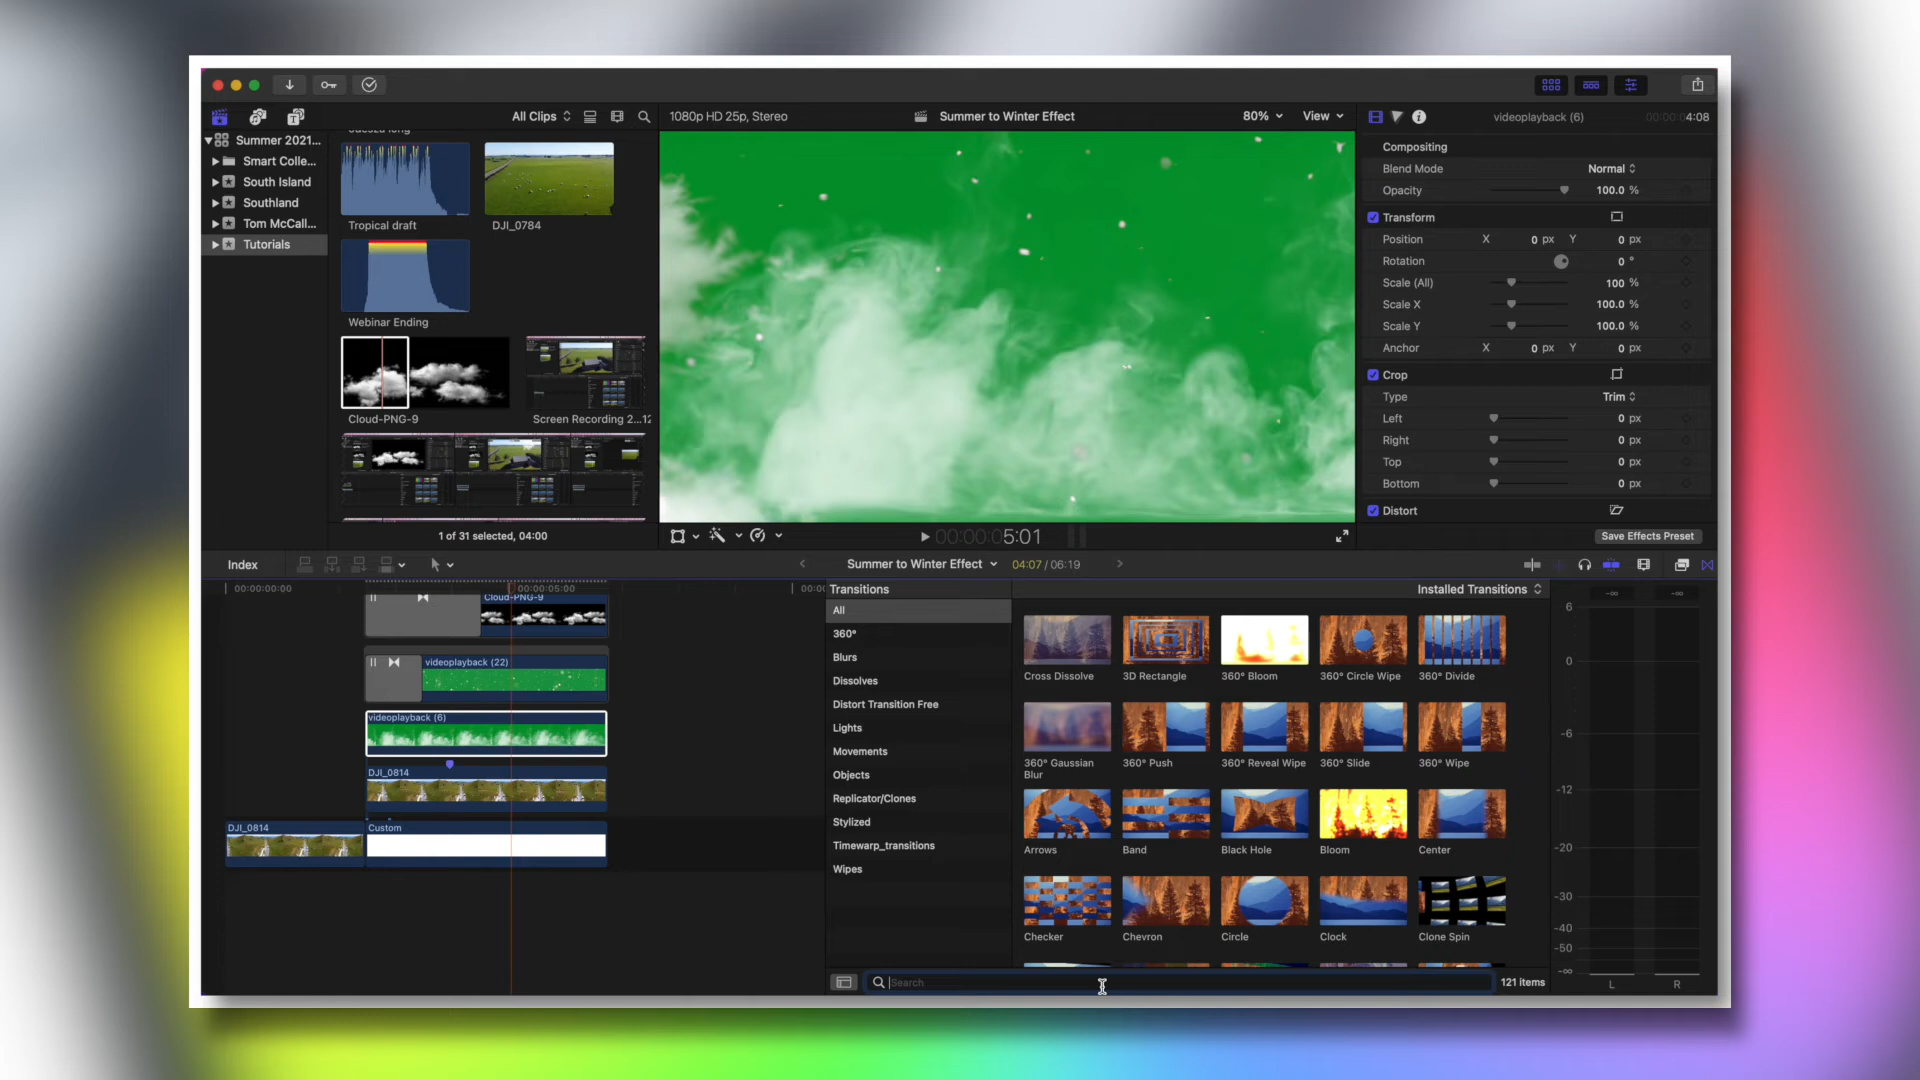 All Clips
1080p HD 25p, Stereo
Summer to Winter Effect
80%
View
videoplayback (6)
00:00:04:08
Summer 2021...
Smart Colle...
South Island
Southland
Tom McCall...
Tutorials
Tropical draft
DJI_0784
Webinar Ending
Cloud-PNG-9
Screen Recording 2...12
1 of 31 selected, 04:00
00:00:00:5:01
Compositing
Blend Mode
Normal
Opacity
100.0 %
Transform
Position
X
0 px
Y
0 px
Rotation
0 °
Scale (All)
100 %
Scale X
100.0 %
Scale Y
100.0 %
Anchor
X
0 px
Y
0 px
Crop
Type
Trim
Left
0 px
Right
0 px
Top
0 px
Bottom
0 px
Distort
Save Effects Preset
Index
Summer to Winter Effect
04:07 / 06:19
00:00:00:00
00:00:05:00
00:00
Cloud-PNG-9
videoplayback (22)
videoplayback (6)
DJI_0814
DJI_0814
Custom
Transitions
Installed Transitions
All
360°
Blurs
Dissolves
Distort Transition Free
Lights
Movements
Objects
Replicator/Clones
Stylized
Timewarp_transitions
Wipes
Cross Dissolve
3D Rectangle
360° Bloom
360° Circle Wipe
360° Divide
360° Gaussian
Blur
360° Push
360° Reveal Wipe
360° Slide
360° Wipe
Arrows
Band
Black Hole
Bloom
Center
Checker
Chevron
Circle
Clock
Clone Spin
Search
121 items
-∞
-∞
6
0
-6
-12
-20
-30
-40
-50
-∞
L
R